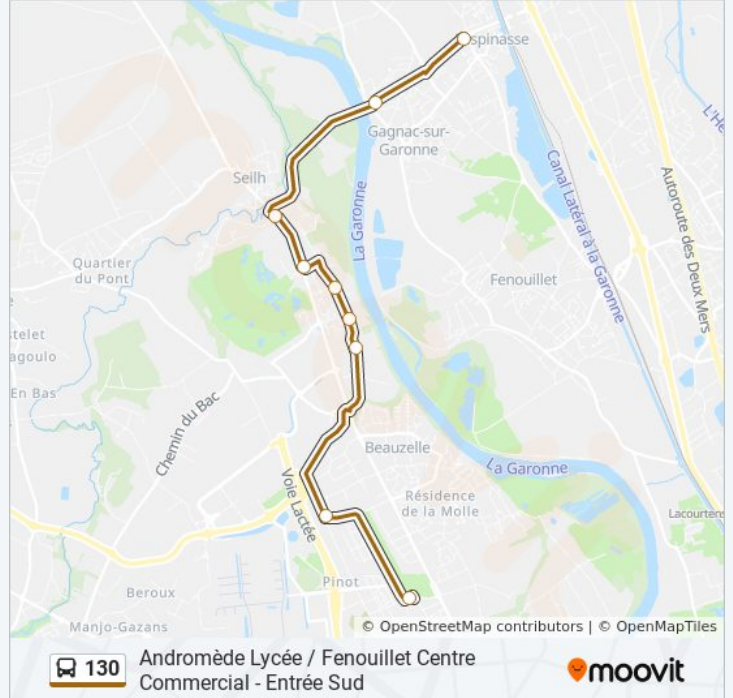 spinasse
Gagnac-sur-
Garonne
L'He
Seilh
La Garonne
Canal Latéral à la Garonne
Autoroute des Deux Mers
Quartier
du Pont
Fenouillet
stelet
agoulo
En Bas
Chemin du Bac
Beauzelle
La Garonne
Voie Lactée
Résidence
de la Molle
Lacourtens
Pinot
Beroux
Manjo-Gazans
© OpenStreetMap contributors | © OpenMapTiles
130
Andromède Lycée / Fenouillet Centre
Commercial - Entrée Sud
moovit